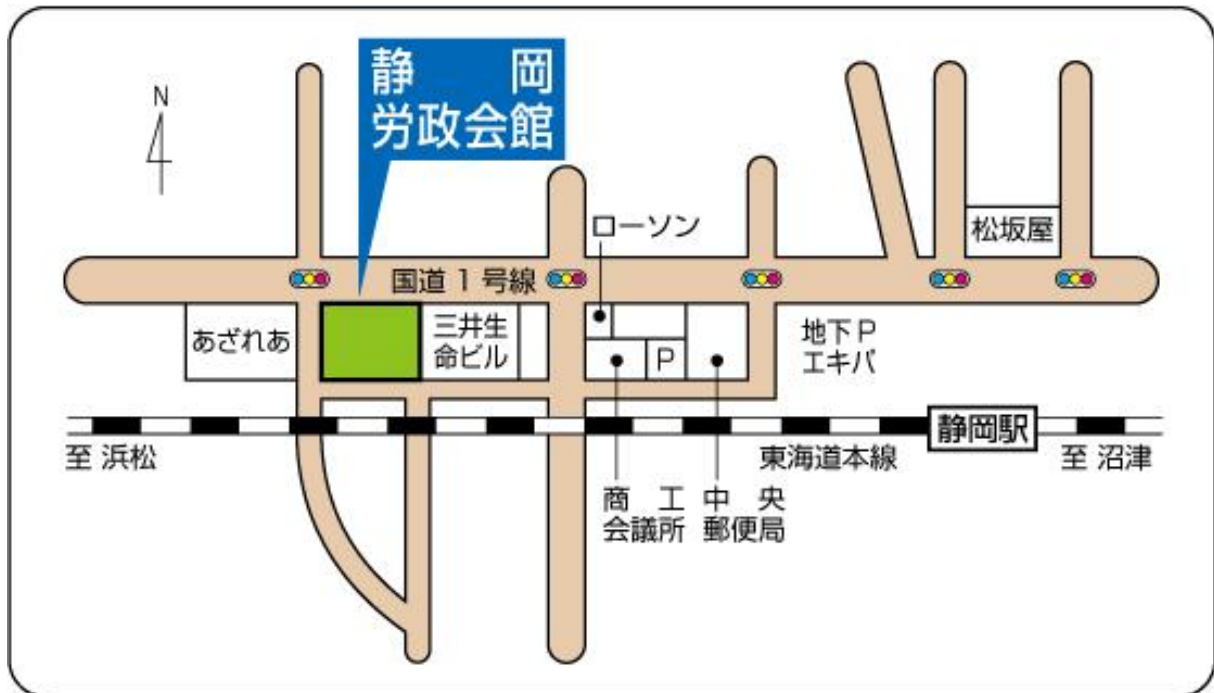 静 岡
労政会館
N
ローソン
松坂屋
国道1号線
あざれあ
三井生
命ビル
P
地下P
エキパ
静岡駅
至 浜松
東海道本線
至 沼津
商 工
会議所
中 央
郵便局